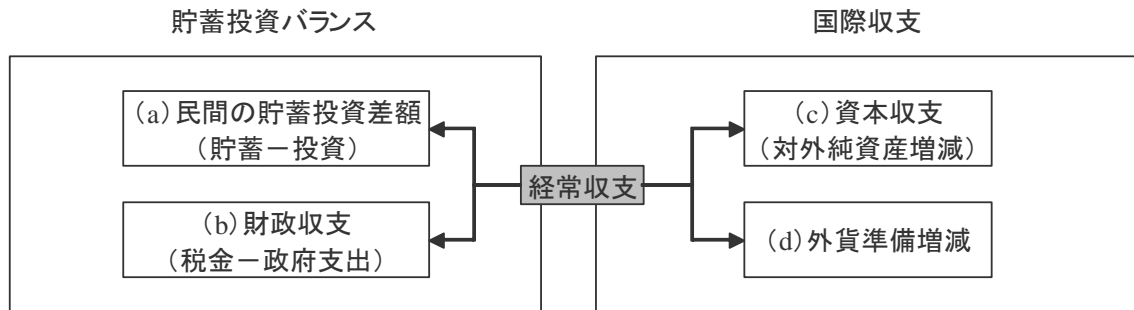 貯蓄投資バランス
国際収支
(a)民間の貯蓄投資差額
(貯蓄－投資)
(b)財政収支
(税金－政府支出)
経常収支
(c)資本収支
(対外純資産増減)
(d)外貨準備増減